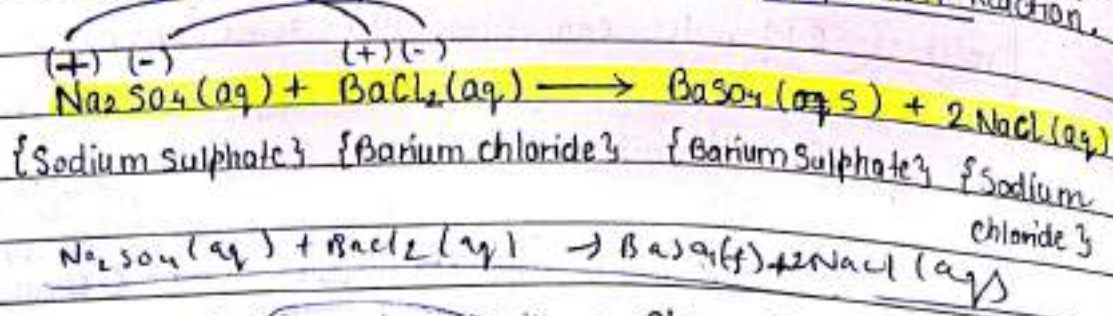 Reaction.
(+) (-) (+) (-)
Na2SO4 (aq) + BaCl2 (aq) ⟶ BaSO4 (s) + 2 NaCl (aq)
{Sodium sulphate} {Barium chloride} {Barium Sulphate} {Sodium
chloride}
Na2SO4 (aq) + BaCl2 (aq) → BaSO4(s) + 2NaCl (aq)